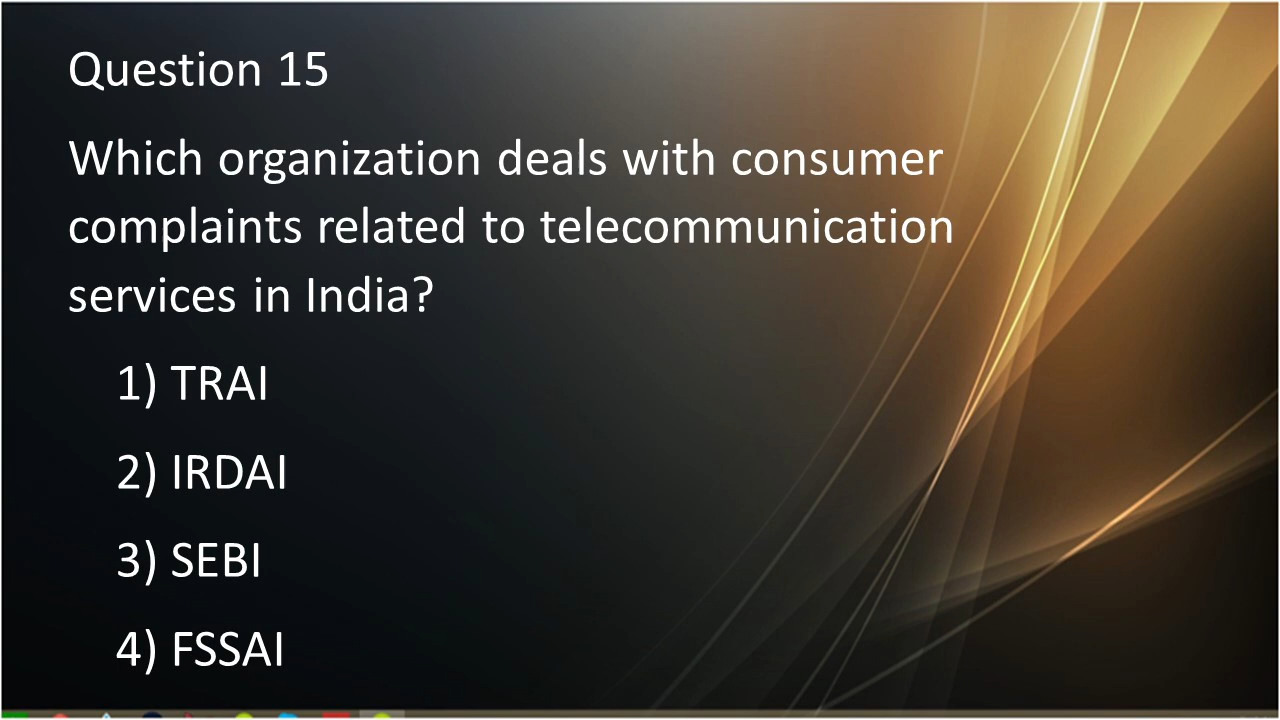 Question 15
Which organization deals with consumer
complaints related to telecommunication
services in India?
1) TRAI
2) IRDAI
3) SEBI
4) FSSAI